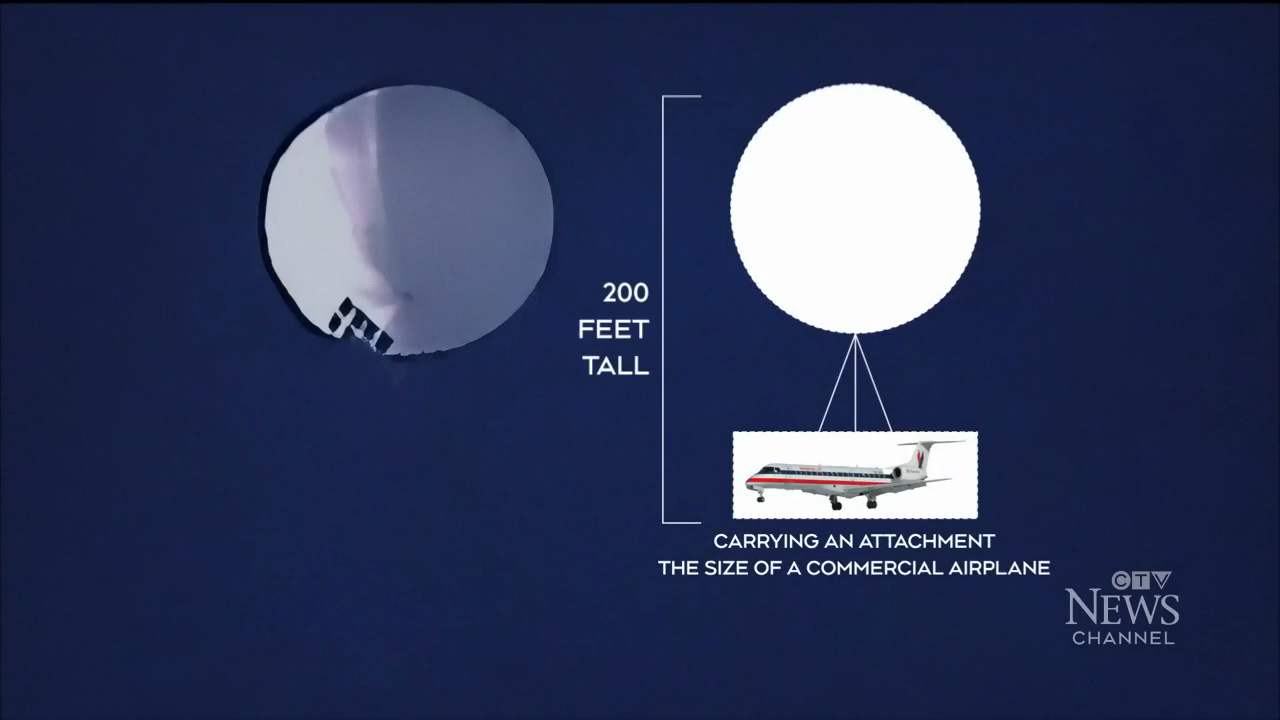 200
FEET
TALL
CARRYING AN ATTACHMENT
THE SIZE OF A COMMERCIAL AIRPLANE
CTV
NEWS
CHANNEL